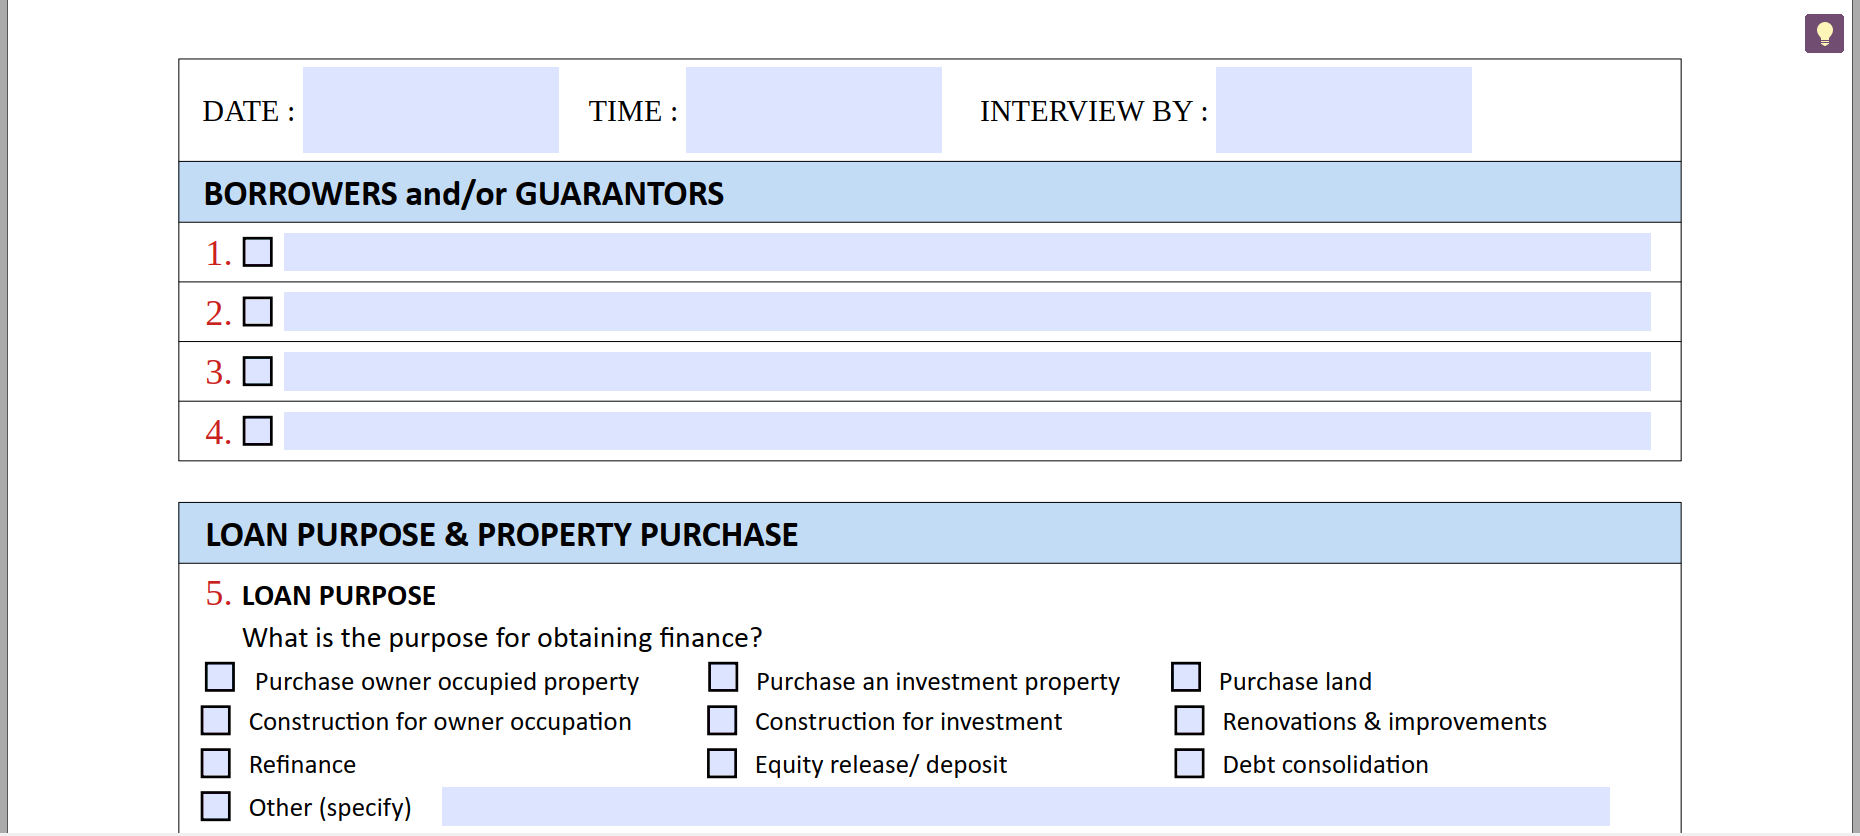 DATE : TIME : INTERVIEW BY :
BORROWERS and/or GUARANTORS
1.
2.
3.
4.
LOAN PURPOSE & PROPERTY PURCHASE
5. LOAN PURPOSE
What is the purpose for obtaining finance?
Purchase owner occupied property Purchase an investment property Purchase land
Construction for owner occupation Construction for investment Renovations & improvements
Refinance Equity release/ deposit Debt consolidation
Other (specify)